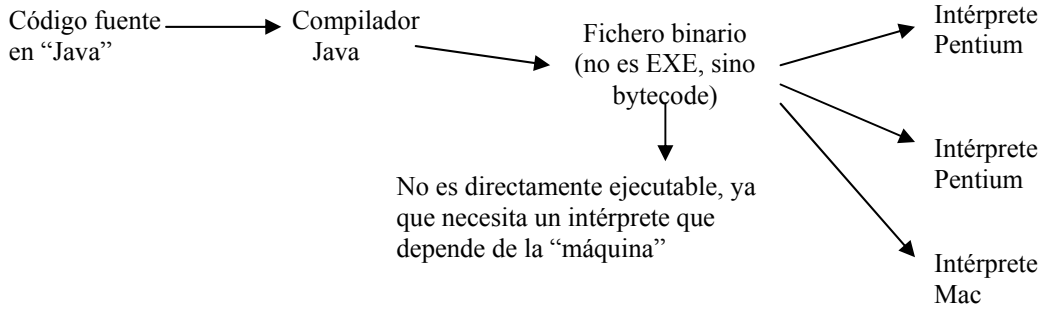 Código fuente
en “Java”
Compilador
Java
Fichero binario
(no es EXE, sino
bytecode)
No es directamente ejecutable, ya
que necesita un intérprete que
depende de la “máquina”
Intérprete
Pentium
Intérprete
Pentium
Intérprete
Mac